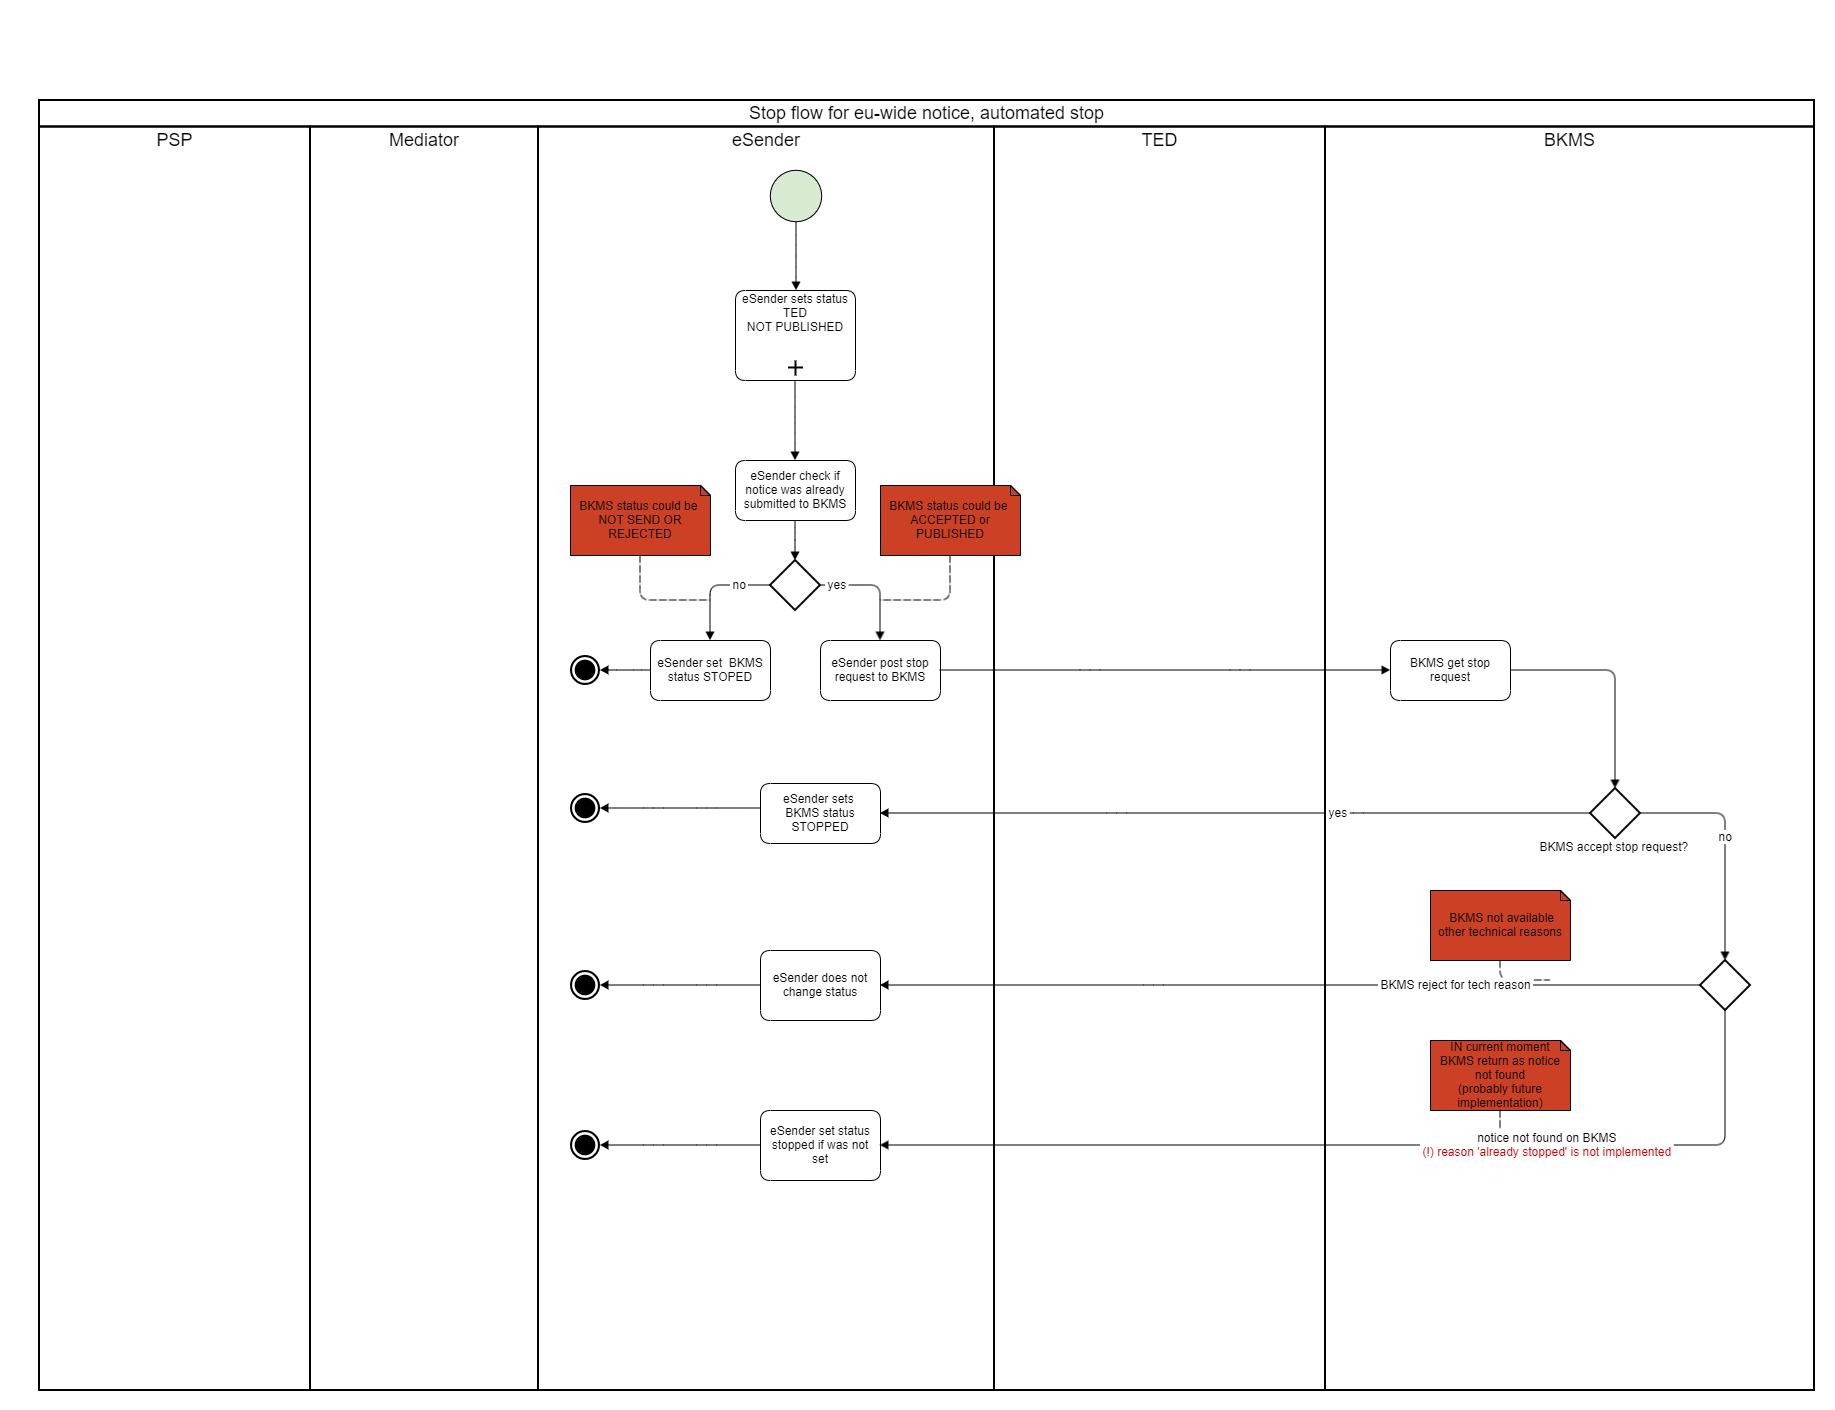 Stop flow for eu-wide notice, automated stop
PSP
Mediator
eSender
TED
BKMS
eSender sets status
TED
NOT PUBLISHED
eSender check if
notice was already
submitted to BKMS
BKMS status could be
NOT SEND OR
REJECTED
BKMS status could be
ACCEPTED or
PUBLISHED
no
yes
eSender set BKMS
status STOPED
eSender post stop
request to BKMS
BKMS get stop
request
eSender sets
BKMS status
STOPPED
yes
no
BKMS accept stop request?
BKMS not available
other technical reasons
eSender does not
change status
BKMS reject for tech reason
IN current moment
BKMS return as notice
not found
(probably future
implementation)
eSender set status
stopped if was not
set
notice not found on BKMS
(!) reason 'already stopped' is not implemented